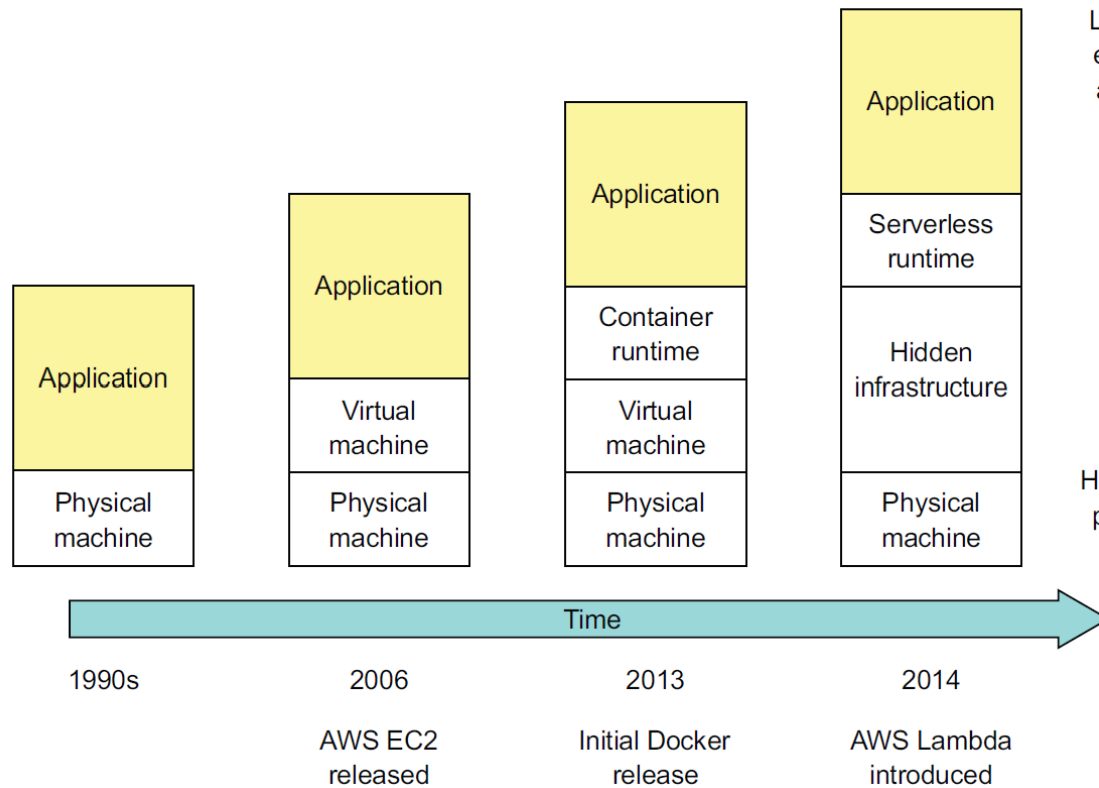 Application
Physical
machine
Application
Virtual
machine
Physical
machine
Application
Container
runtime
Virtual
machine
Physical
machine
Application
Serverless
runtime
Hidden
infrastructure
Physical
machine
Time
1990s
2006
2013
2014
AWS EC2
released
Initial Docker
release
AWS Lambda
introduced